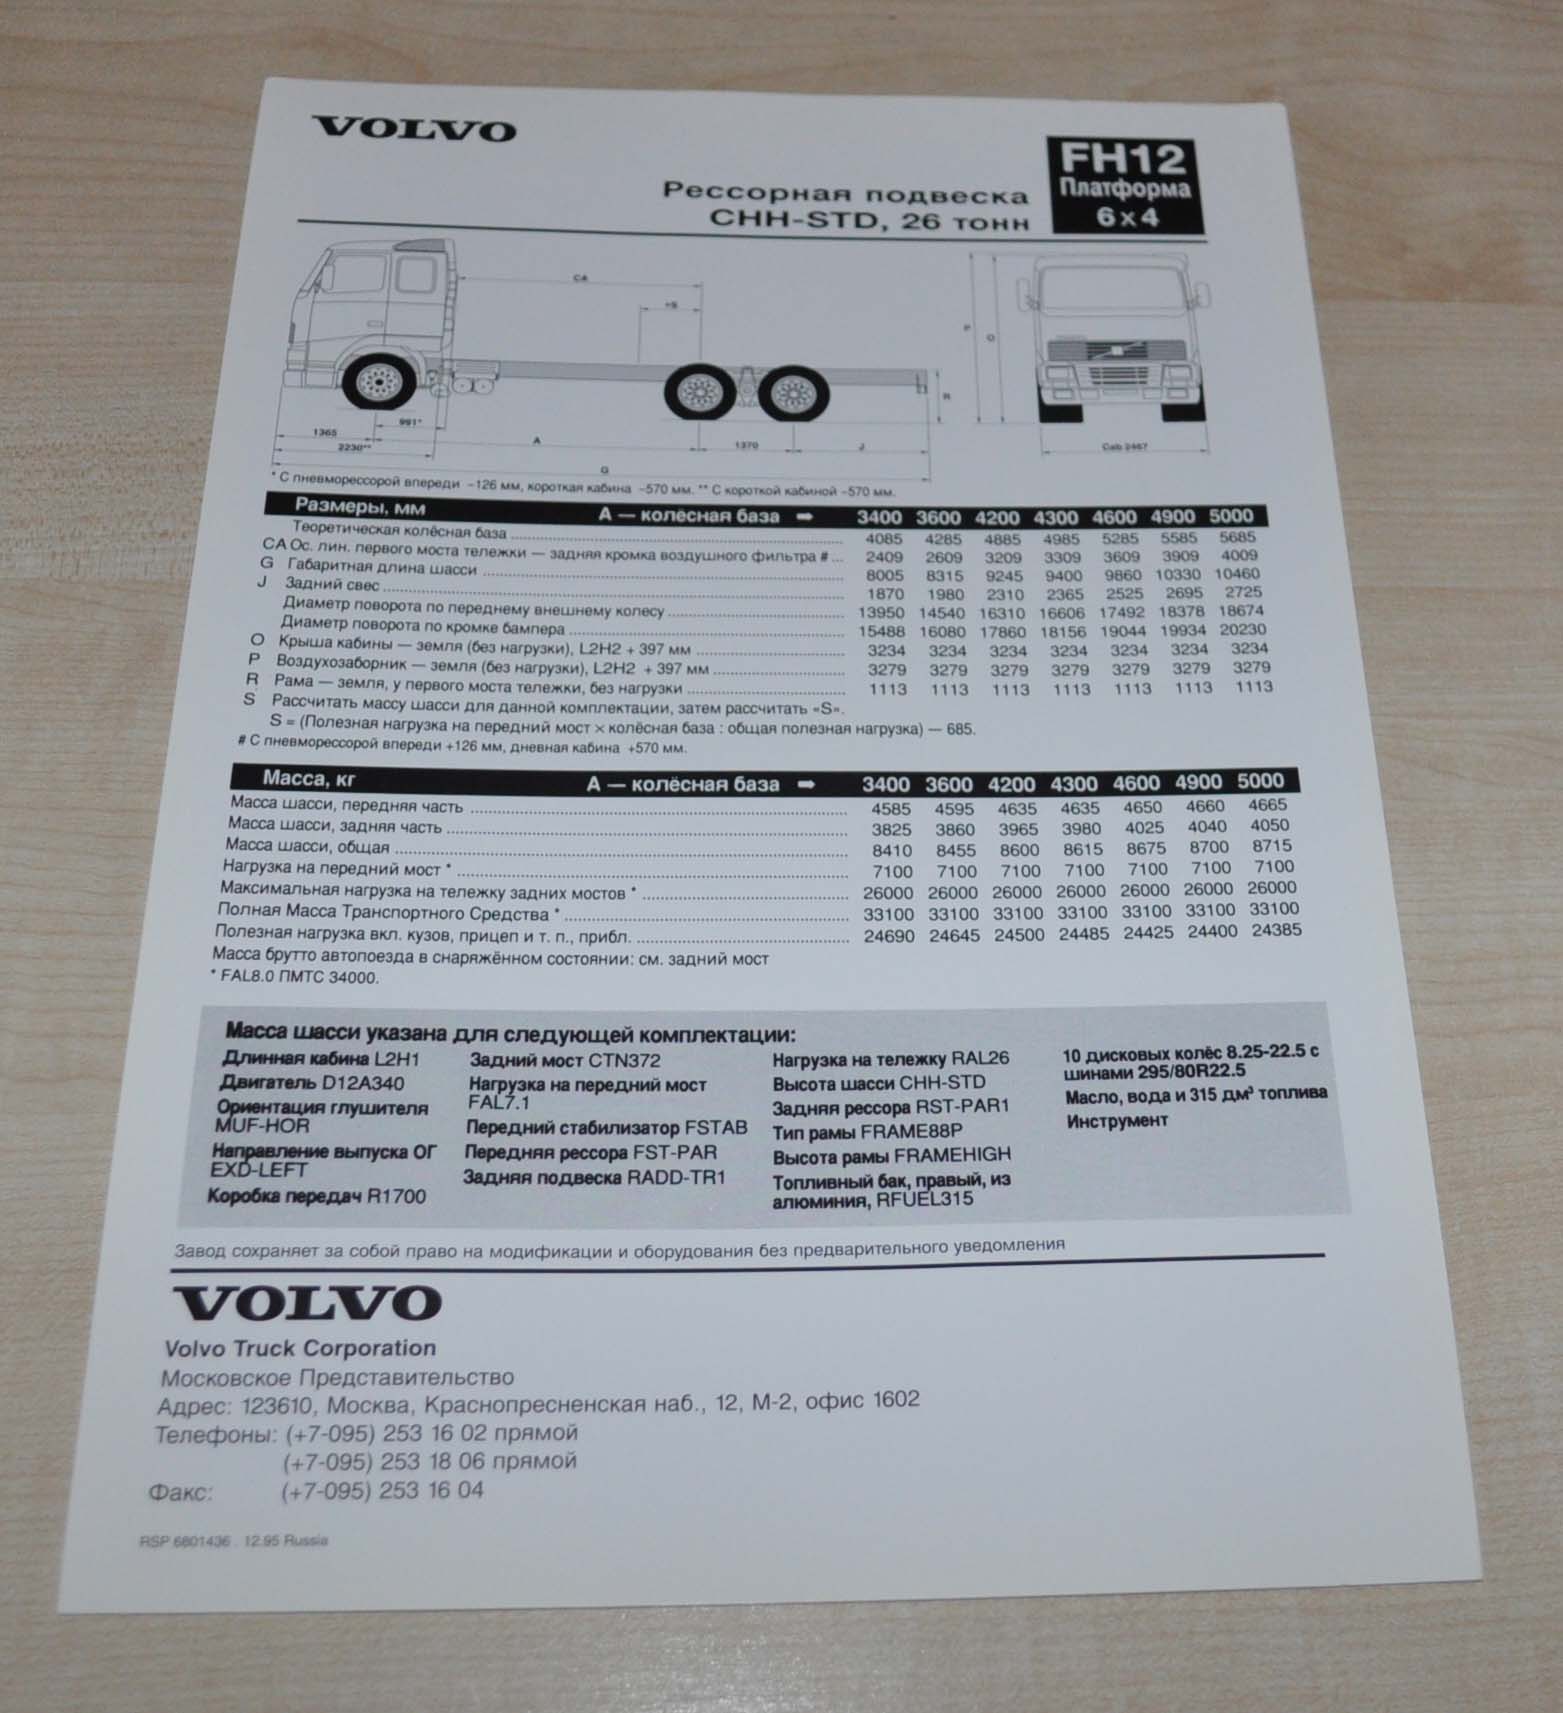 VOLVO
FH12
Платформа
6×4
Рессорная подвеска
CHH-STD, 26 тонн
CA
+S
P
O
R
991*
1365
2230**
A
1370
J
G
Cab 2467
* С пневморессорой впереди –126 мм, короткая кабина –570 мм. ** С короткой кабиной –570 мм.
Размеры, мм А — колёсная база ➡ 3400 3600 4200 4300 4600 4900 5000
Теоретическая колёсная база 4085 4285 4885 4985 5285 5585 5685
CA Ос. лин. первого моста тележки — задняя кромка воздушного фильтра # ... 2409 2609 3209 3309 3609 3909 4009
G Габаритная длина шасси 8005 8315 9245 9400 9860 10330 10460
J Задний свес 1870 1980 2310 2365 2525 2695 2725
Диаметр поворота по переднему внешнему колесу 13950 14540 16310 16606 17492 18378 18674
Диаметр поворота по кромке бампера 15488 16080 17860 18156 19044 19934 20230
O Крыша кабины — земля (без нагрузки), L2H2 + 397 мм 3234 3234 3234 3234 3234 3234 3234
P Воздухозаборник — земля (без нагрузки), L2H2 + 397 мм 3279 3279 3279 3279 3279 3279 3279
R Рама — земля, у первого моста тележки, без нагрузки 1113 1113 1113 1113 1113 1113 1113
S Рассчитать массу шасси для данной комплектации, затем рассчитать «S».
S = (Полезная нагрузка на передний мост × колёсная база : общая полезная нагрузка) — 685.
# С пневморессорой впереди +126 мм, дневная кабина +570 мм.
Масса, кг А — колёсная база ➡ 3400 3600 4200 4300 4600 4900 5000
Масса шасси, передняя часть 4585 4595 4635 4635 4650 4660 4665
Масса шасси, задняя часть 3825 3860 3965 3980 4025 4040 4050
Масса шасси, общая 8410 8455 8600 8615 8675 8700 8715
Нагрузка на передний мост * 7100 7100 7100 7100 7100 7100 7100
Максимальная нагрузка на тележку задних мостов * 26000 26000 26000 26000 26000 26000 26000
Полная Масса Транспортного Средства * 33100 33100 33100 33100 33100 33100 33100
Полезная нагрузка вкл. кузов, прицеп и т. п., прибл. 24690 24645 24500 24485 24425 24400 24385
Масса брутто автопоезда в снаряжённом состоянии: см. задний мост
* FAL8.0 ПМТС 34000.
Масса шасси указана для следующей комплектации:
Длинная кабина L2H1
Двигатель D12A340
Ориентация глушителя
MUF-HOR
Направление выпуска ОГ
EXD-LEFT
Коробка передач R1700
Задний мост CTN372
Нагрузка на передний мост
FAL7.1
Передний стабилизатор FSTAB
Передняя рессора FST-PAR
Задняя подвеска RADD-TR1
Нагрузка на тележку RAL26
Высота шасси CHH-STD
Задняя рессора RST-PAR1
Тип рамы FRAME88P
Высота рамы FRAMEHIGH
Топливный бак, правый, из
алюминия, RFUEL315
10 дисковых колёс 8.25-22.5 с
шинами 295/80R22.5
Масло, вода и 315 дм³ топлива
Инструмент
Завод сохраняет за собой право на модификации и оборудования без предварительного уведомления
VOLVO
Volvo Truck Corporation
Московское Представительство
Адрес: 123610, Москва, Краснопресненская наб., 12, М-2, офис 1602
Телефоны: (+7-095) 253 16 02 прямой
(+7-095) 253 18 06 прямой
Факс: (+7-095) 253 16 04
RSP 6801436 . 12.95 Russia